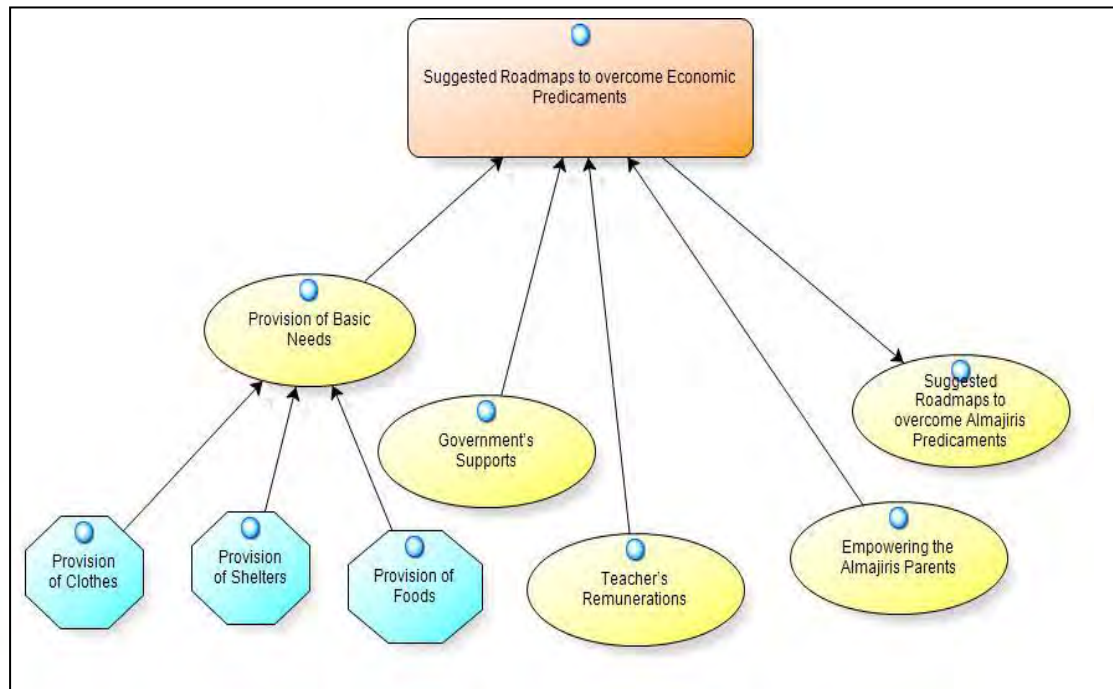 Suggested Roadmaps to overcome Economic
Predicaments
Provision of Basic
Needs
Government's
Supports
Suggested
Roadmaps to
overcome Almajiris
Predicaments
Provision
of Clothes
Provision
of Shelters
Provision of
Foods
Teacher's
Remunerations
Empowering the
Almajiris Parents